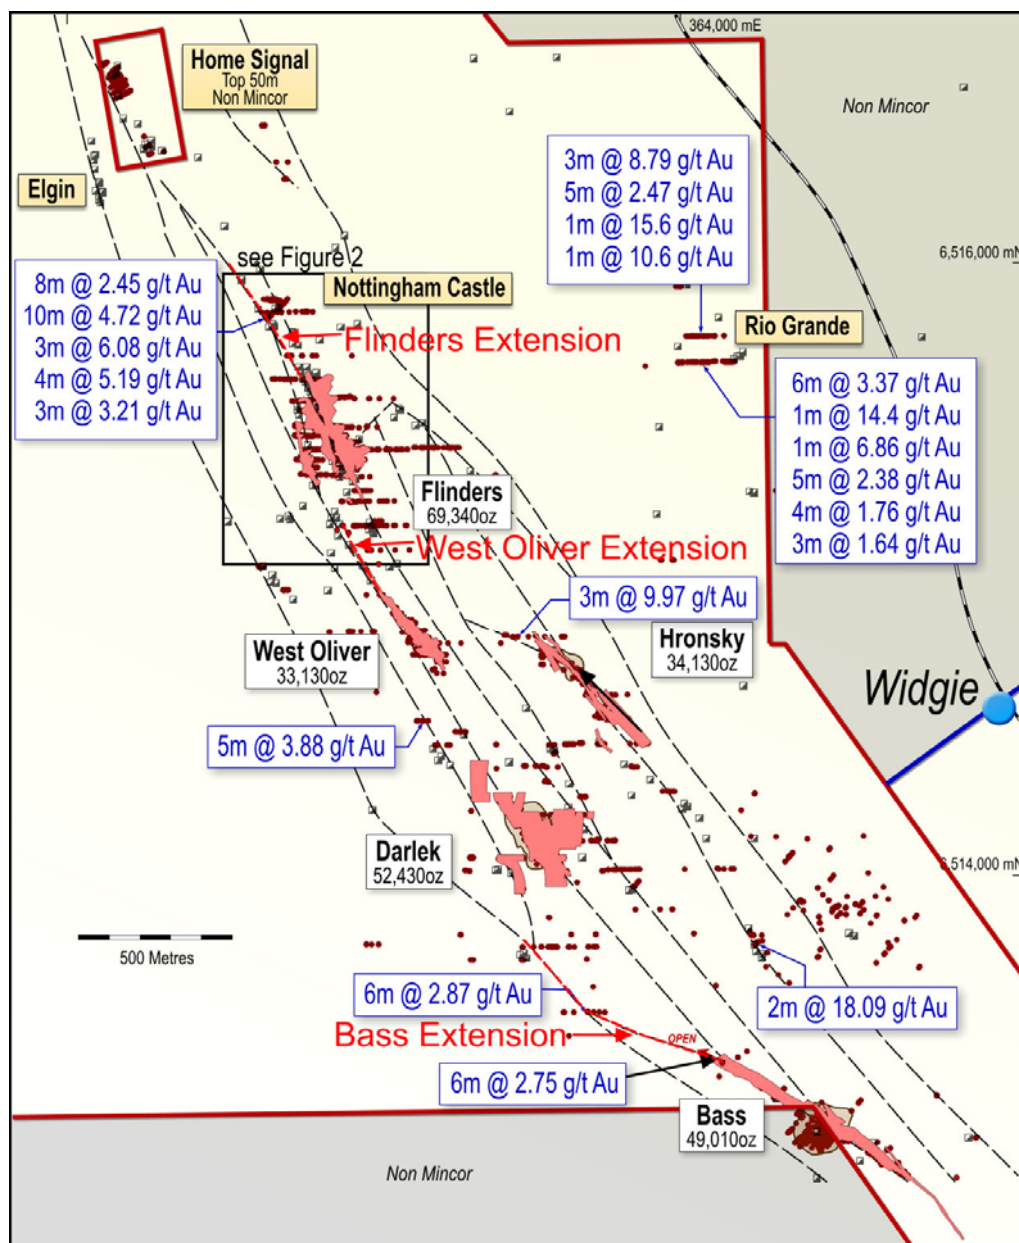 364,000 mE
Home Signal
Top 50m
Non Mincor
Non Mincor
3m @ 8.79 g/t Au
5m @ 2.47 g/t Au
1m @ 15.6 g/t Au
1m @ 10.6 g/t Au
Elgin
see Figure 2
6,516,000 mN
8m @ 2.45 g/t Au
10m @ 4.72 g/t Au
3m @ 6.08 g/t Au
4m @ 5.19 g/t Au
3m @ 3.21 g/t Au
Nottingham Castle
Flinders Extension
Rio Grande
6m @ 3.37 g/t Au
1m @ 14.4 g/t Au
1m @ 6.86 g/t Au
5m @ 2.38 g/t Au
4m @ 1.76 g/t Au
3m @ 1.64 g/t Au
Flinders
69,340oz
West Oliver Extension
3m @ 9.97 g/t Au
West Oliver
33,130oz
Hronsky
34,130oz
Widgie
5m @ 3.88 g/t Au
Darlek
52,430oz
6,514,000 mN
500 Metres
6m @ 2.87 g/t Au
2m @ 18.09 g/t Au
Bass Extension
OPEN
6m @ 2.75 g/t Au
Bass
49,010oz
Non Mincor